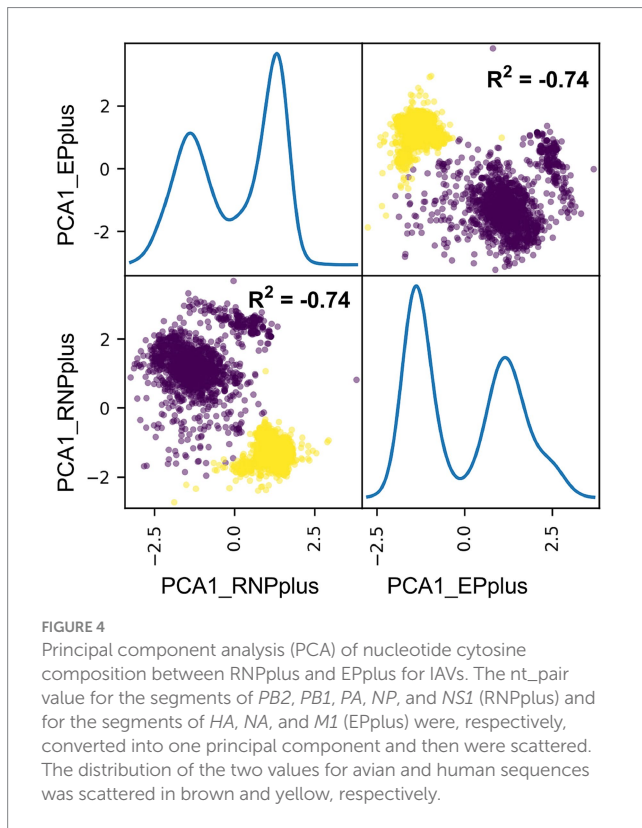 PCA1_EPplus
2
0
-2
R² = -0.74
PCA1_RNPplus
2
0
−2
R² = -0.74
−2.5
0.0
2.5
PCA1_RNPplus
−2.5
0.0
2.5
PCA1_EPplus
FIGURE 4
Principal component analysis (PCA) of nucleotide cytosine
composition between RNPplus and EPplus for IAVs. The nt_pair
value for the segments of PB2, PB1, PA, NP, and NS1 (RNPplus) and
for the segments of HA, NA, and M1 (EPplus) were, respectively,
converted into one principal component and then were scattered.
The distribution of the two values for avian and human sequences
was scattered in brown and yellow, respectively.